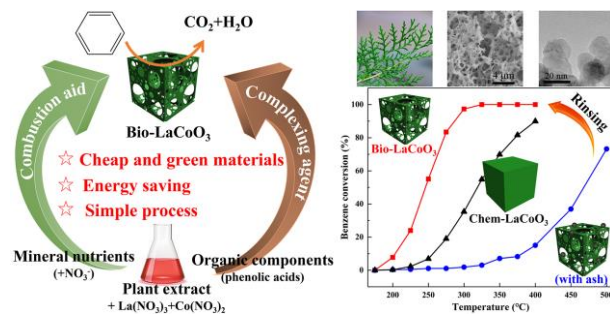 CO₂+H₂O
Bio-LaCoO₃
Combustion aid
Complexing agent
☆ Cheap and green materials
☆ Energy saving
☆ Simple process
Mineral nutrients
(+NO₃⁻)
Organic components
(phenolic acids)
Plant extract
+ La(NO₃)₃+Co(NO₃)₂
4 μm
20 nm
Benzene conversion (%)
100
80
60
40
20
0
Bio-LaCoO₃
Chem-LaCoO₃
Rinsing
(with ash)
200
250
300
350
400
450
500
Temperature (°C)